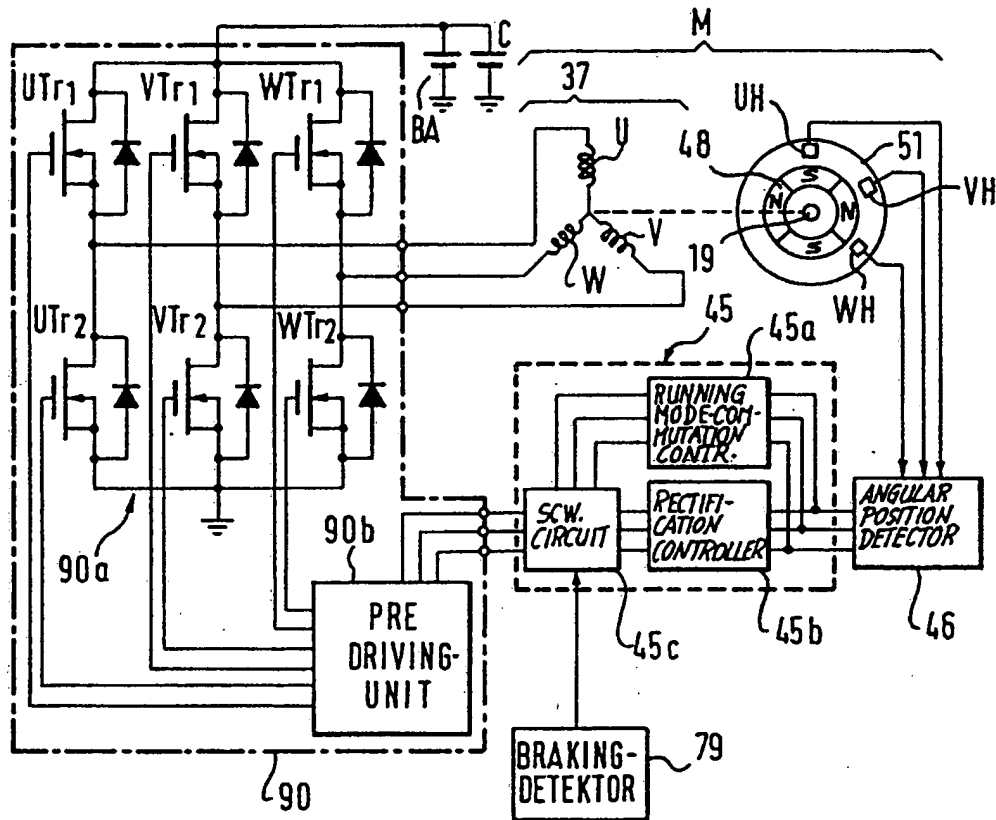 M
C
UTr1
VTr1
WTr1
BA
37
UH
51
48
U
S
N
N
S
VH
V
W
19
WH
45
45a
UTr2
VTr2
WTr2
RUNNING
MODE-COM-
MUTATION
CONTR.
90a
90b
SCW.
CIRCUIT
RECTIFI-
CATION
CONTROLLER
ANGULAR
POSITION
DETECTOR
PRE
DRIVING-
UNIT
45c
45b
46
BRAKING-
DETEKTOR
79
90